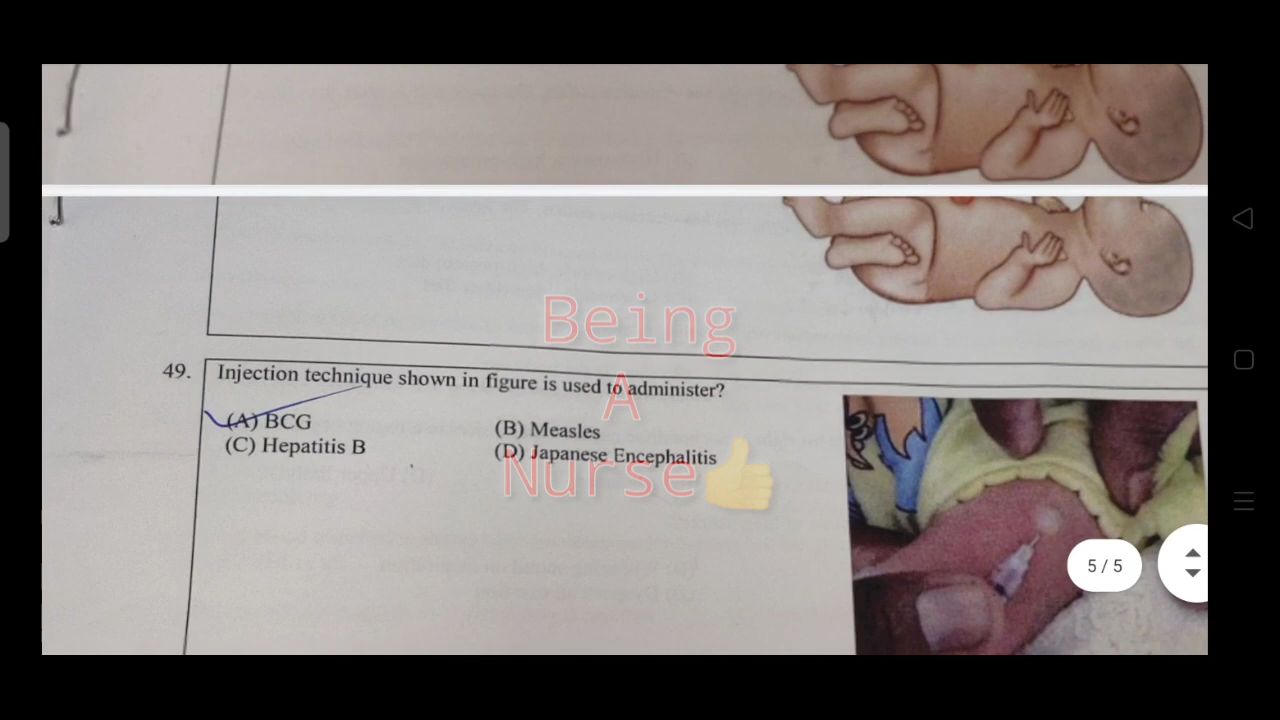 49. Injection technique shown in figure is used to administer?
(A) BCG (B) Measles
(C) Hepatitis B (D) Japanese Encephalitis
Being
A
Nurse
5 / 5